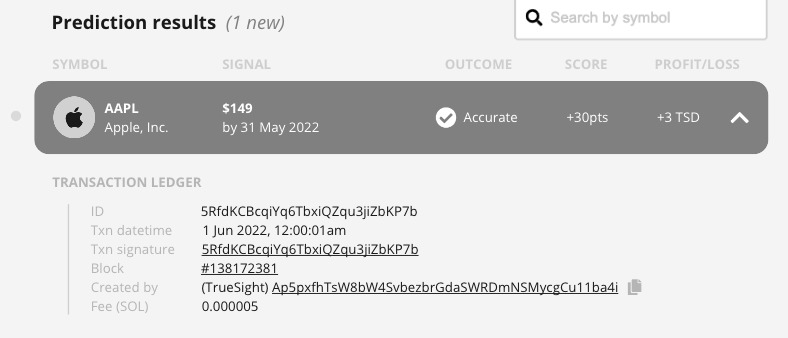 Prediction results (1 new)
Search by symbol
SYMBOL SIGNAL OUTCOME SCORE PROFIT/LOSS
AAPL $149
Apple, Inc. by 31 May 2022 Accurate +30pts +3 TSD
TRANSACTION LEDGER
ID 5RfdKCBcqiYq6TbxiQZqu3jiZbKP7b
Txn datetime 1 Jun 2022, 12:00:01am
Txn signature 5RfdKCBcqiYq6TbxiQZqu3jiZbKP7b
Block #138172381
Created by (TrueSight) Ap5pxfhTsW8bW4SvbezbrGdaSWRDmNSMycgCu11ba4i
Fee (SOL) 0.000005